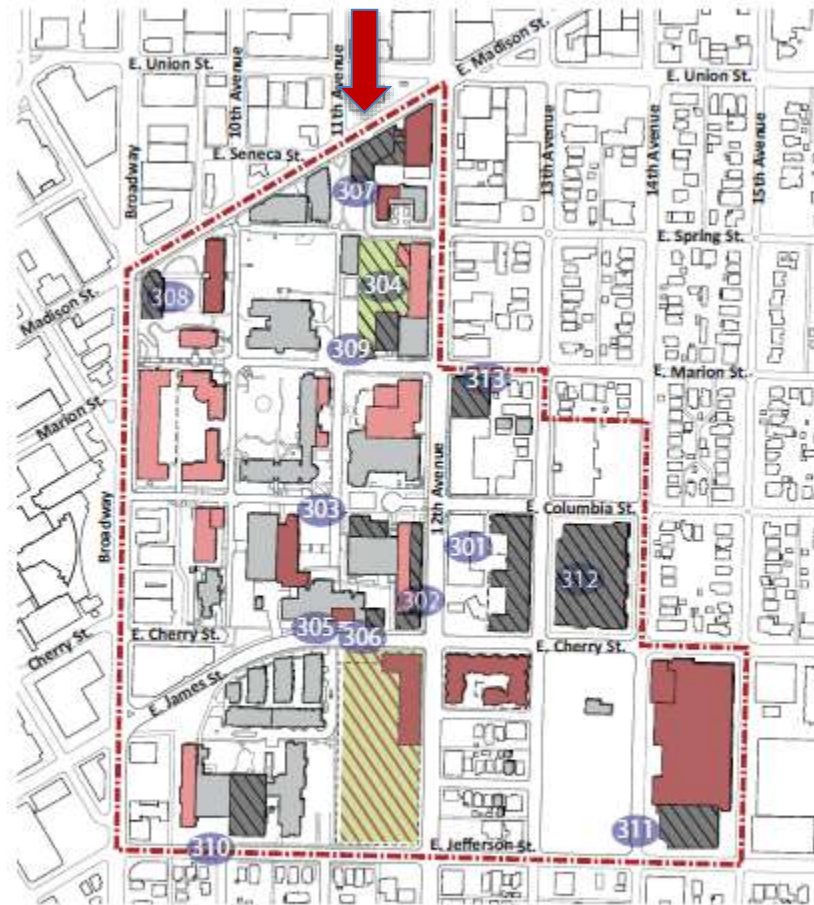 E. Union St.
10th Avenue
11th Avenue
E. Madison St.
E. Union St.
E. Seneca St.
Broadway
13th Avenue
14th Avenue
15th Avenue
307
E. Spring St.
304
308
Madison St.
309
E. Marion St.
313
Marion St.
12th Avenue
E. Columbia St.
303
Broadway
301
312
302
305
306
E. Cherry St.
E. Cherry St.
Cherry St.
E. James St.
311
E. Jefferson St.
310